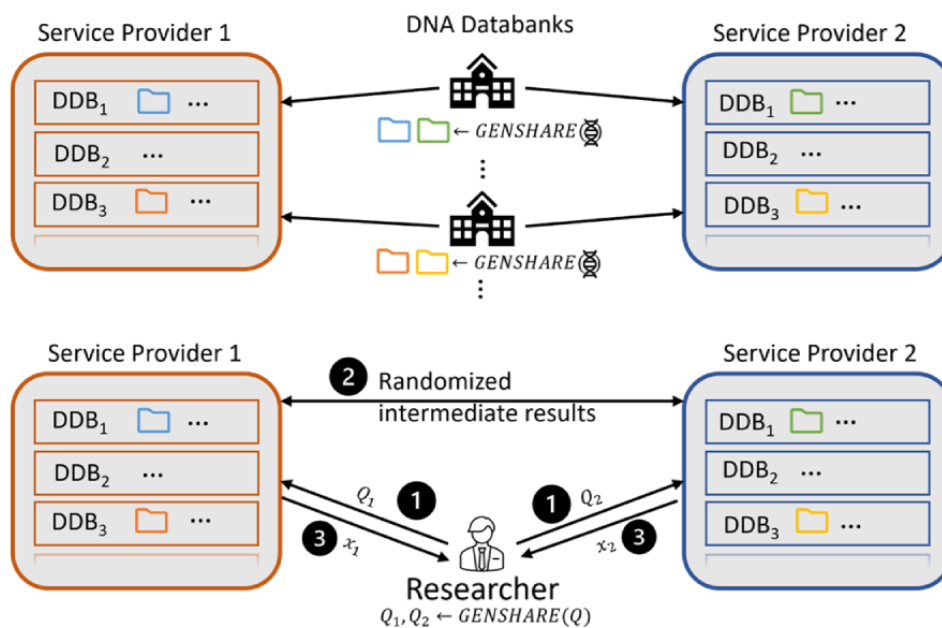 Service Provider 1
DNA Databanks
Service Provider 2
DDB₁ ...
DDB₂ ...
DDB₃ ...
← GENSHARE
⋮
← GENSHARE
⋮
DDB₁ ...
DDB₂ ...
DDB₃ ...
Service Provider 1
Service Provider 2
2 Randomized
intermediate results
DDB₁ ...
DDB₂ ...
DDB₃ ...
Q₁ 1
3 x₁
1 Q₂
x₂ 3
DDB₁ ...
DDB₂ ...
DDB₃ ...
Researcher
Q₁, Q₂ ← GENSHARE(Q)